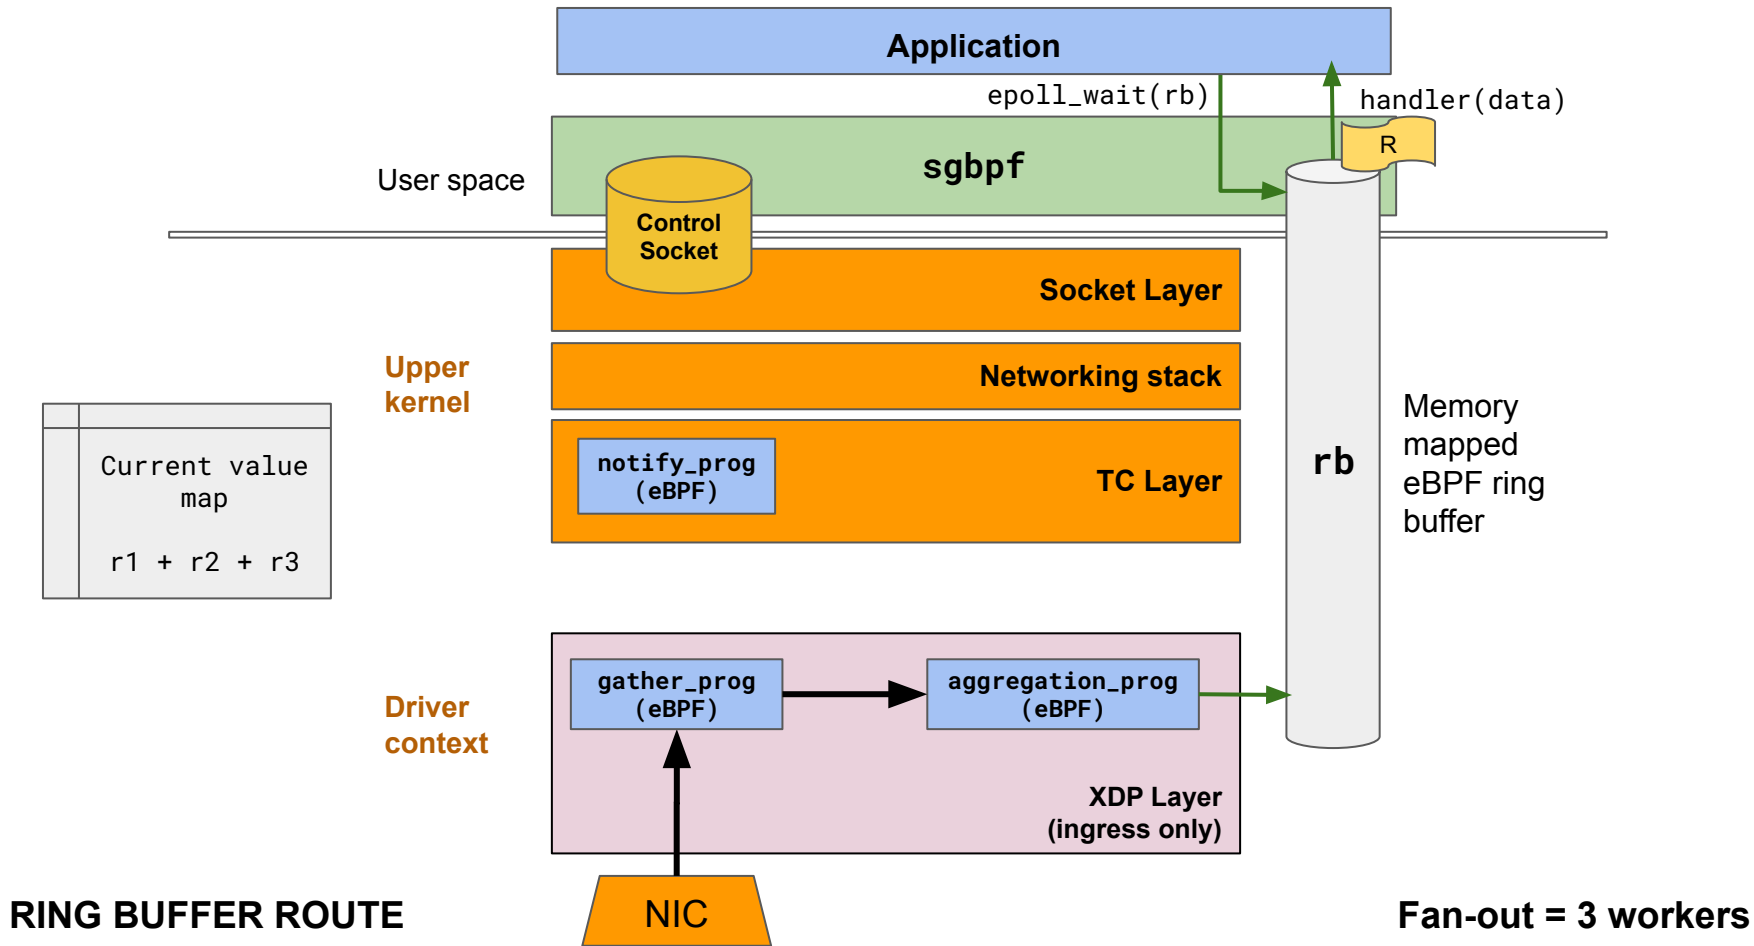 Application
epoll_wait(rb)
handler(data)
R
sgbpf
User space
Control
Socket
Socket Layer
Upper
kernel
Networking stack
Current value
map
r1 + r2 + r3
notify_prog
(eBPF)
TC Layer
rb
Memory
mapped
eBPF ring
buffer
Driver
context
gather_prog
(eBPF)
aggregation_prog
(eBPF)
XDP Layer
(ingress only)
NIC
RING BUFFER ROUTE
Fan-out = 3 workers